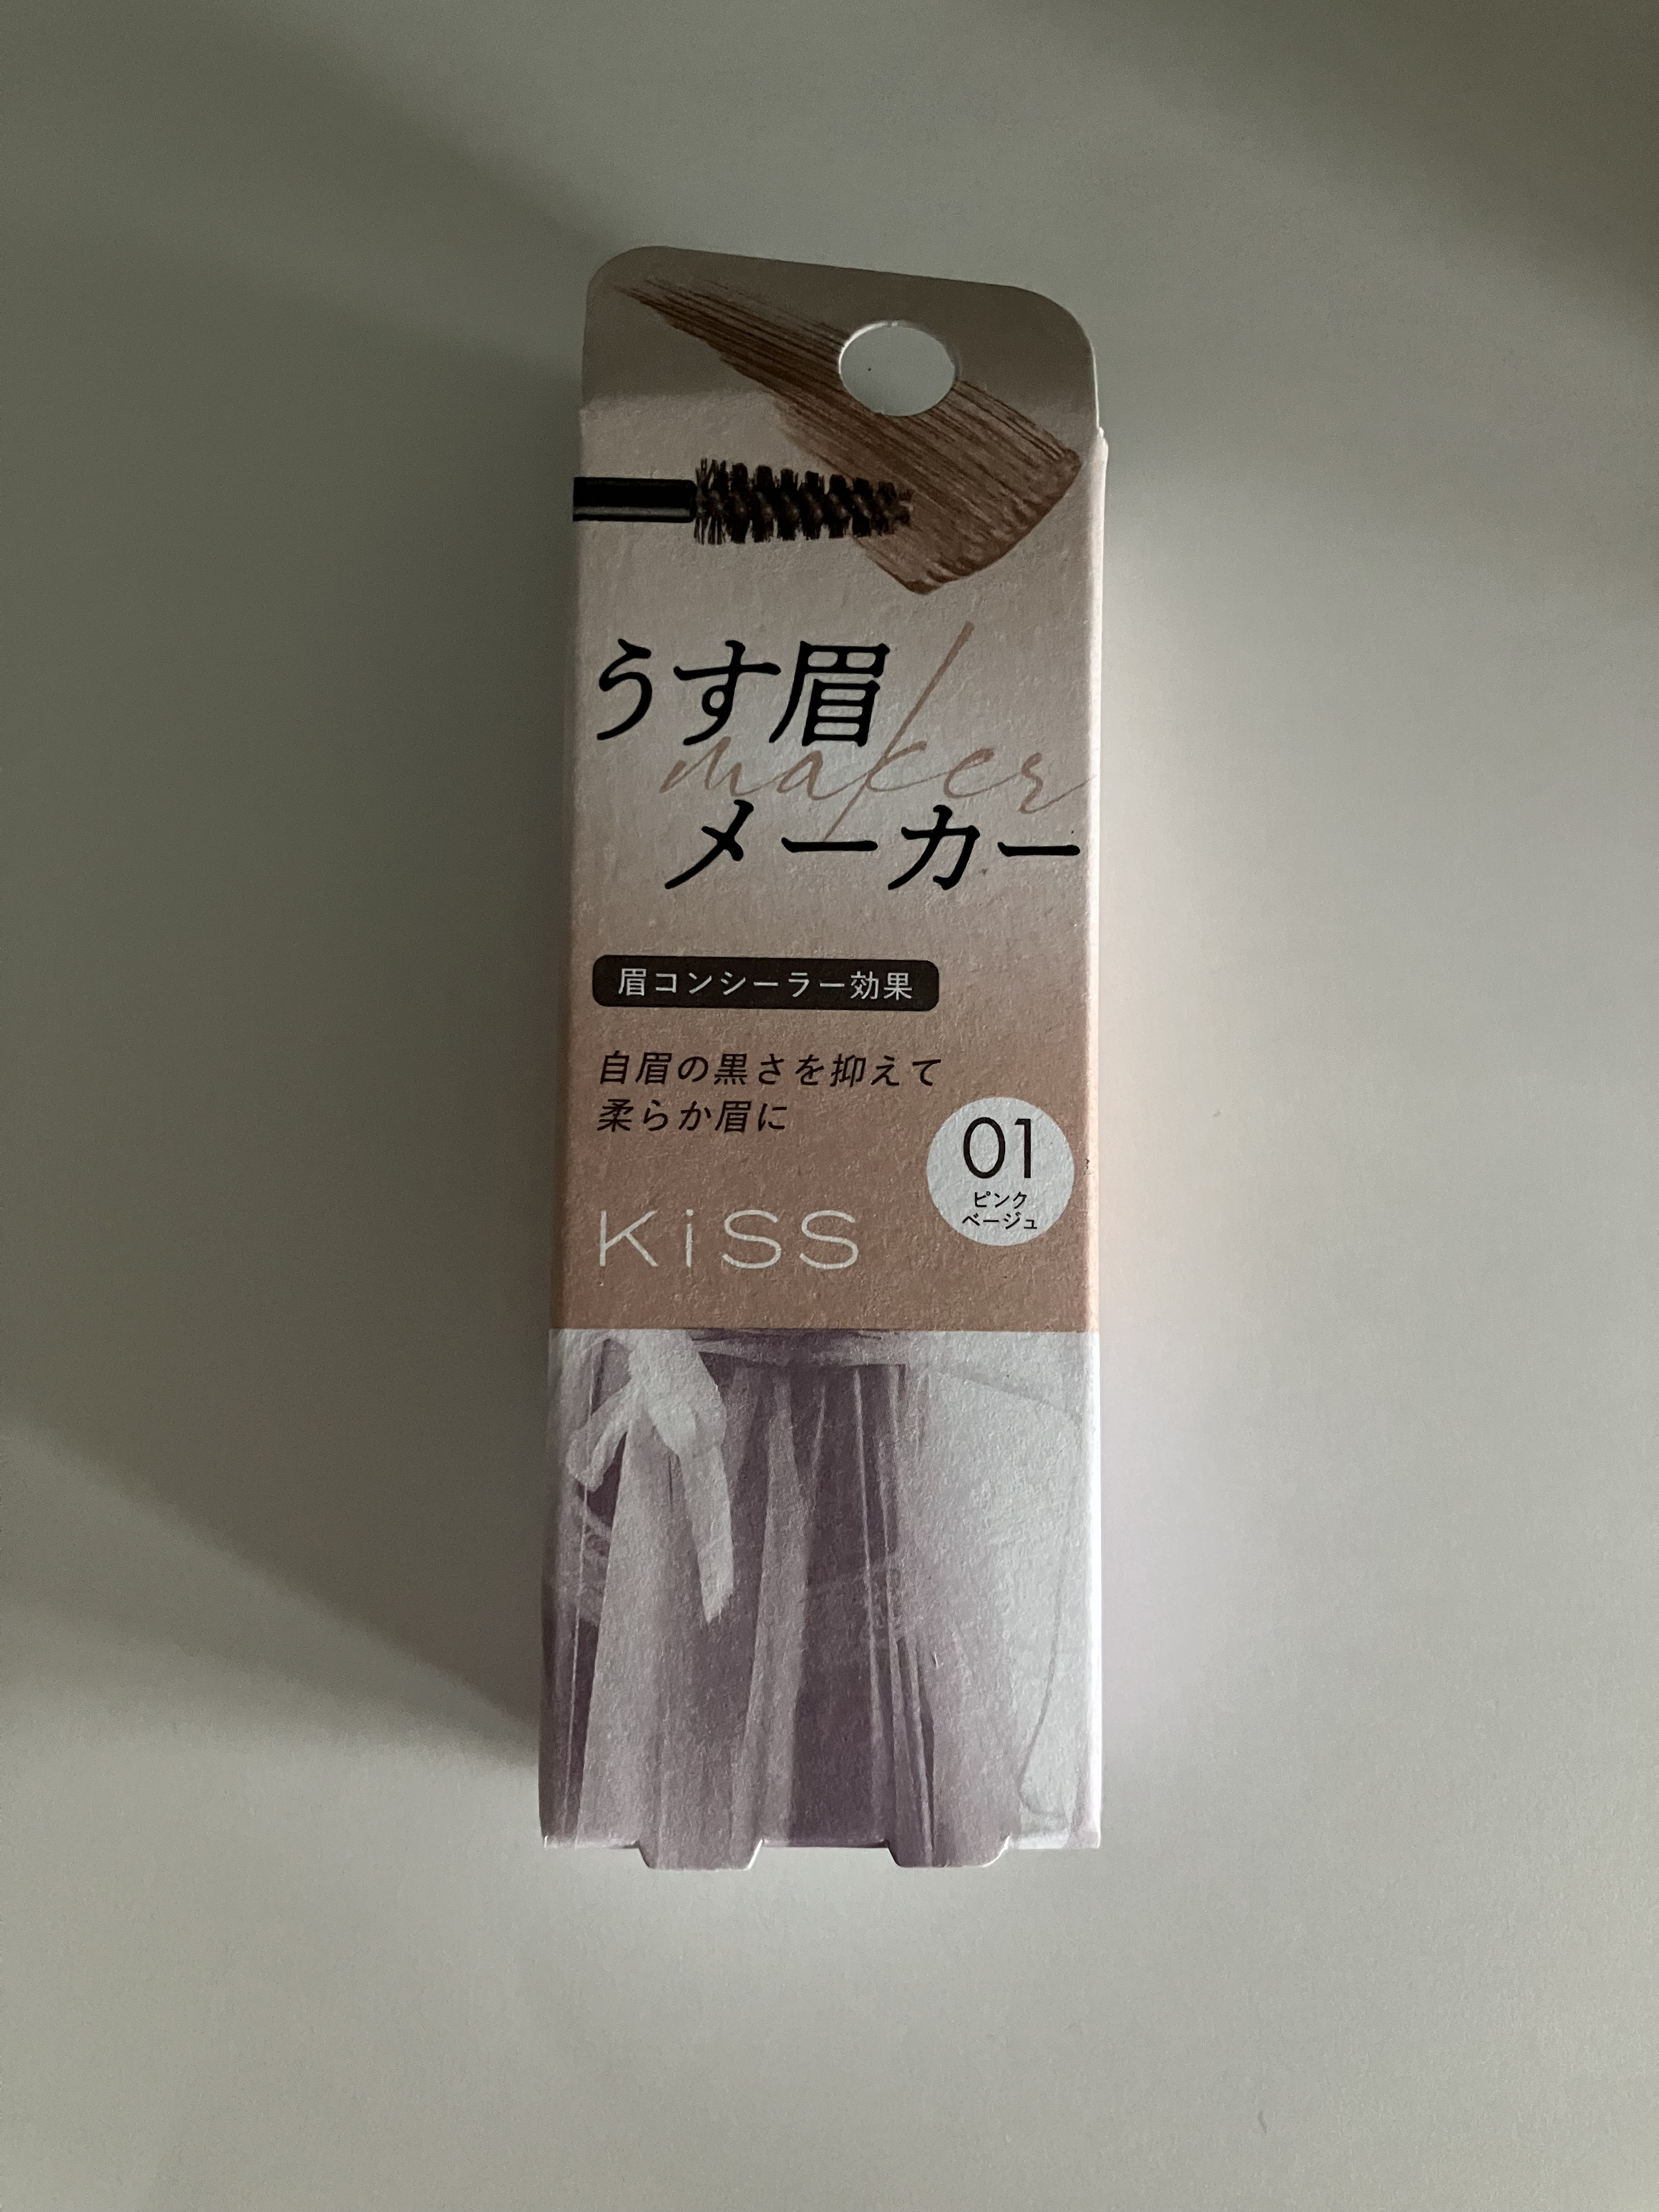 うす眉
maker
メーカー
眉コンシーラー効果
自眉の黒さを抑えて
柔らか眉に
01
ピンク
ベージュ
KiSS